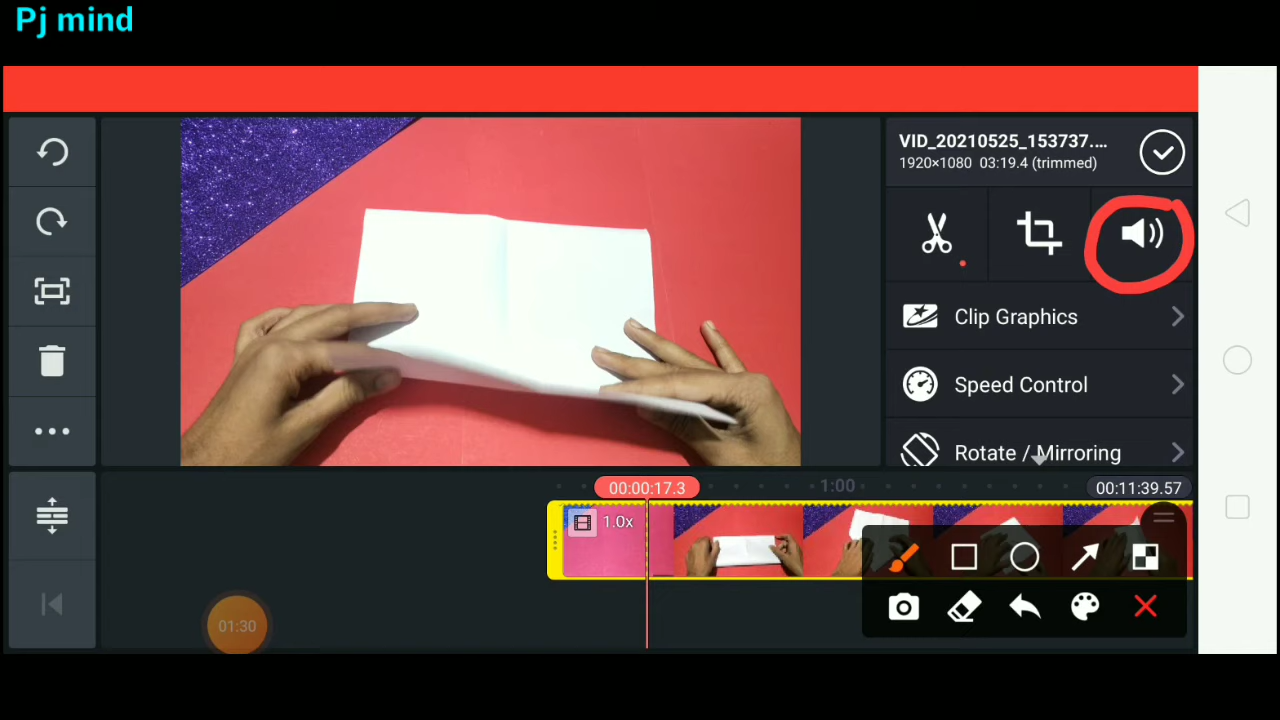 Pj mind
VID_20210525_153737....
1920×1080 03:19.4 (trimmed)
Clip Graphics
Speed Control
Rotate / Mirroring
00:00:17.3
1:00
00:11:39.57
1.0x
01:30